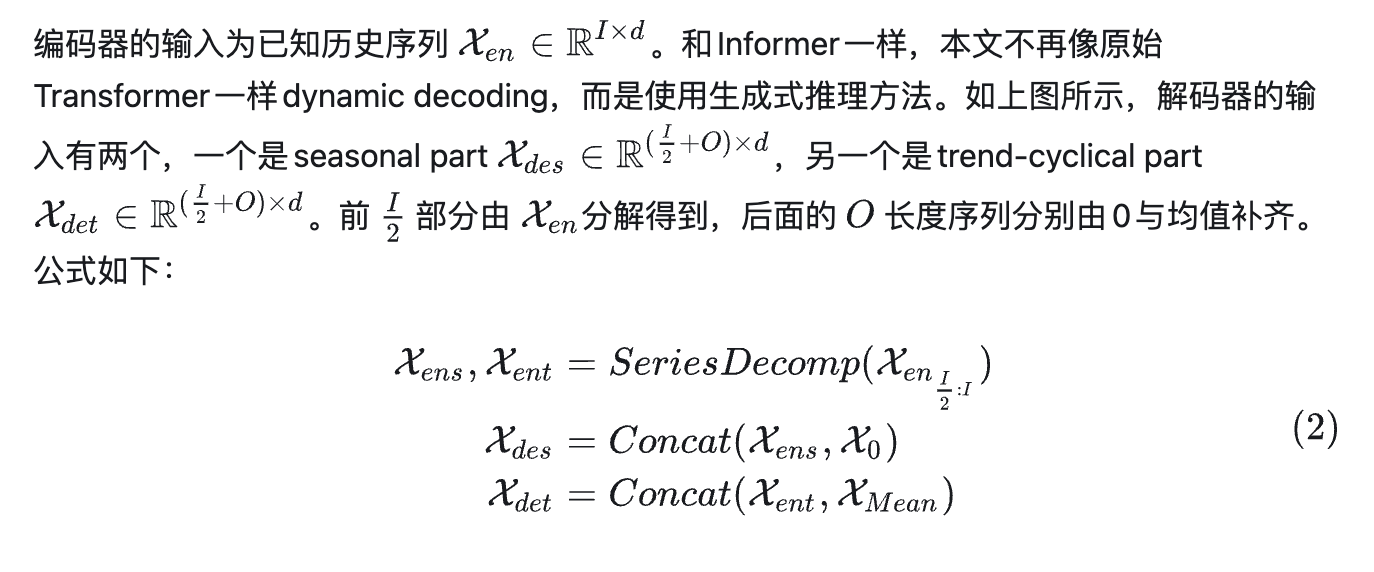 编码器的输入为已知历史序列 $\mathcal{X}_{en} \in \mathbb{R}^{I \times d}$ 。和Informer一样，本文不再像原始
Transformer一样dynamic decoding，而是使用生成式推理方法。如上图所示，解码器的输
入有两个，一个是seasonal part $\mathcal{X}_{des} \in \mathbb{R}^{(\frac{I}{2}+O) \times d}$，另一个是trend-cyclical part
$\mathcal{X}_{det} \in \mathbb{R}^{(\frac{I}{2}+O) \times d}$ 。前 $\frac{I}{2}$ 部分由 $\mathcal{X}_{en}$分解得到，后面的 $O$ 长度序列分别由0与均值补齐。
公式如下：
$\mathcal{X}_{ens}, \mathcal{X}_{ent} = SeriesDecomp(\mathcal{X}_{en_{\frac{I}{2}:I}})$
$\mathcal{X}_{des} = Concat(\mathcal{X}_{ens}, \mathcal{X}_{0})$
(2)
$\mathcal{X}_{det} = Concat(\mathcal{X}_{ent}, \mathcal{X}_{Mean})$